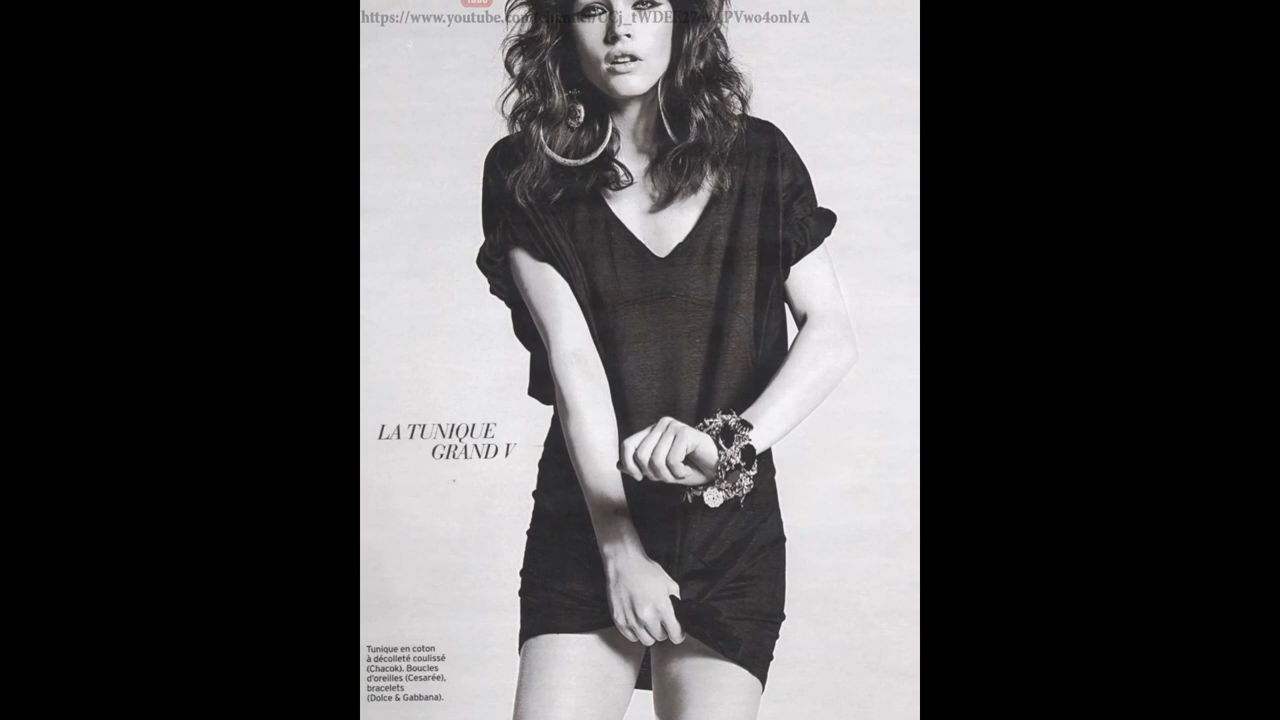 LA TUNIQUE
GRAND V
Tunique en coton
à décolleté coulissé
(Chacok). Boucles
d'oreilles (Cesarée),
bracelets
(Dolce & Gabbana).